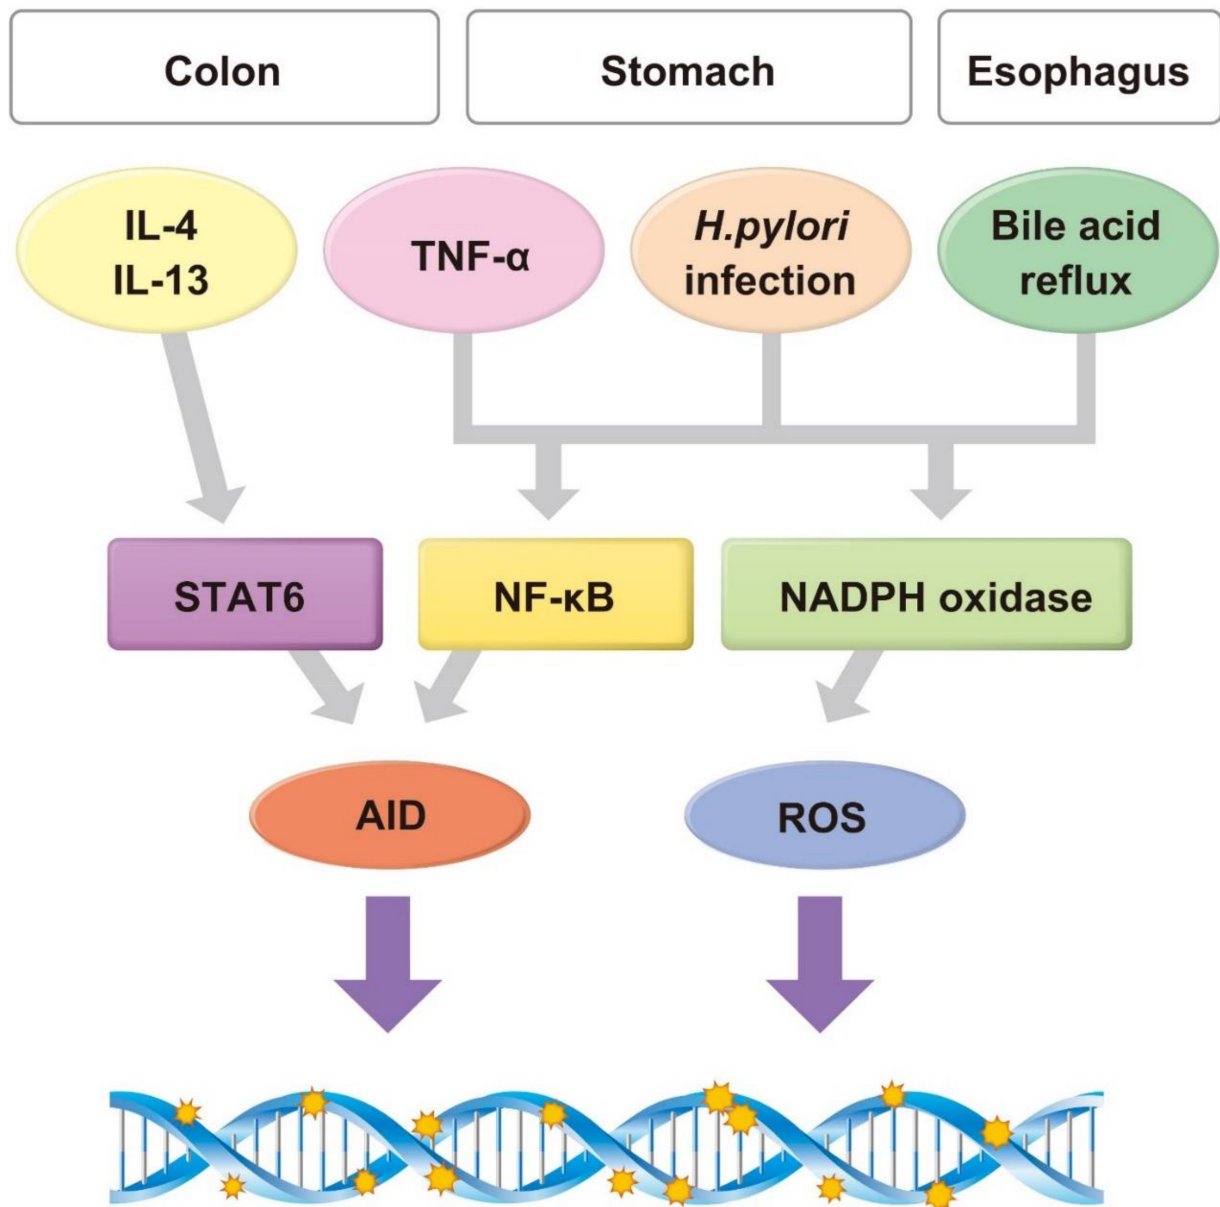 Colon
Stomach
Esophagus
IL-4
IL-13
TNF-α
H.pylori
infection
Bile acid
reflux
STAT6
NF-κB
NADPH oxidase
AID
ROS